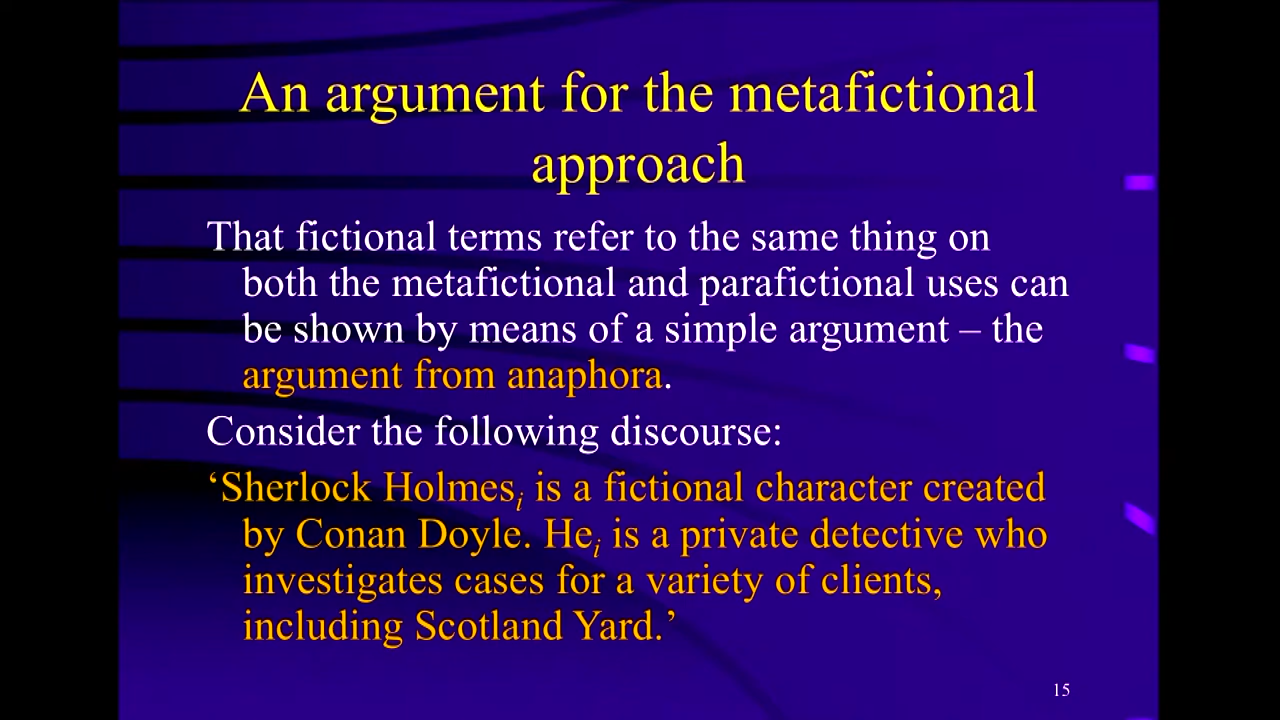 An argument for the metafictional
approach
That fictional terms refer to the same thing on
both the metafictional and parafictional uses can
be shown by means of a simple argument – the
argument from anaphora.
Consider the following discourse:
‘Sherlock Holmesi is a fictional character created
by Conan Doyle. Hei is a private detective who
investigates cases for a variety of clients,
including Scotland Yard.’
15